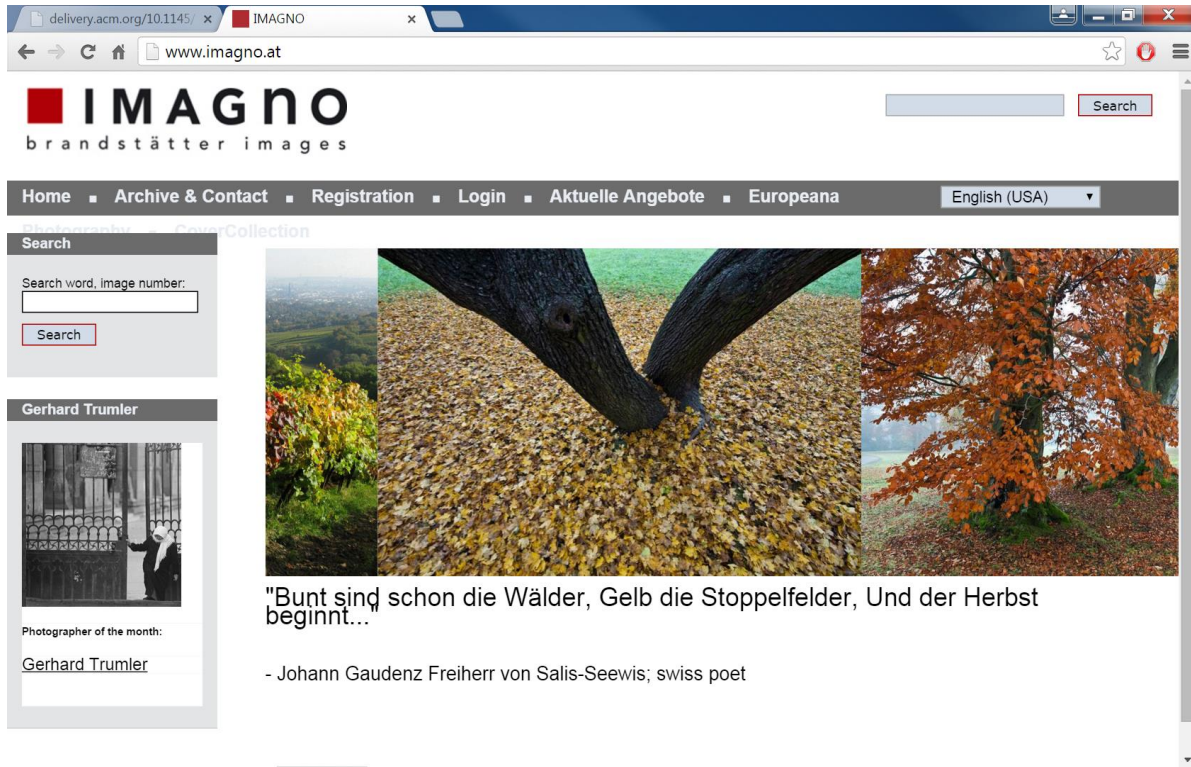 delivery.acm.org/10.1145/
IMAGNO
www.imagno.at
IMAGNO
brandstätter images
Search
Home ▪ Archive & Contact ▪ Registration ▪ Login ▪ Aktuelle Angebote ▪ Europeana
English (USA)
Photography ▪ CoverCollection
Search
Search word, image number:
Search
Gerhard Trumler
Photographer of the month:
Gerhard Trumler
"Bunt sind schon die Wälder, Gelb die Stoppelfelder, Und der Herbst
beginnt..."
- Johann Gaudenz Freiherr von Salis-Seewis; swiss poet